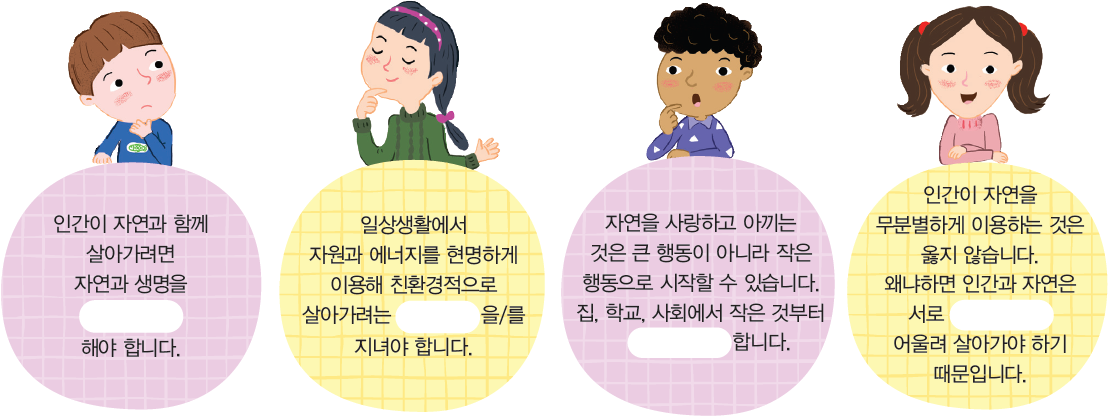 인간이 자연과 함께
살아가려면
자연과 생명을
해야 합니다.
일상생활에서
자원과 에너지를 현명하게
이용해 친환경적으로
살아가려는 을/를
지녀야 합니다.
자연을 사랑하고 아끼는
것은 큰 행동이 아니라 작은
행동으로 시작할 수 있습니다.
집, 학교, 사회에서 작은 것부터
합니다.
인간이 자연을
무분별하게 이용하는 것은
옳지 않습니다.
왜냐하면 인간과 자연은
서로
어울려 살아가야 하기
때문입니다.